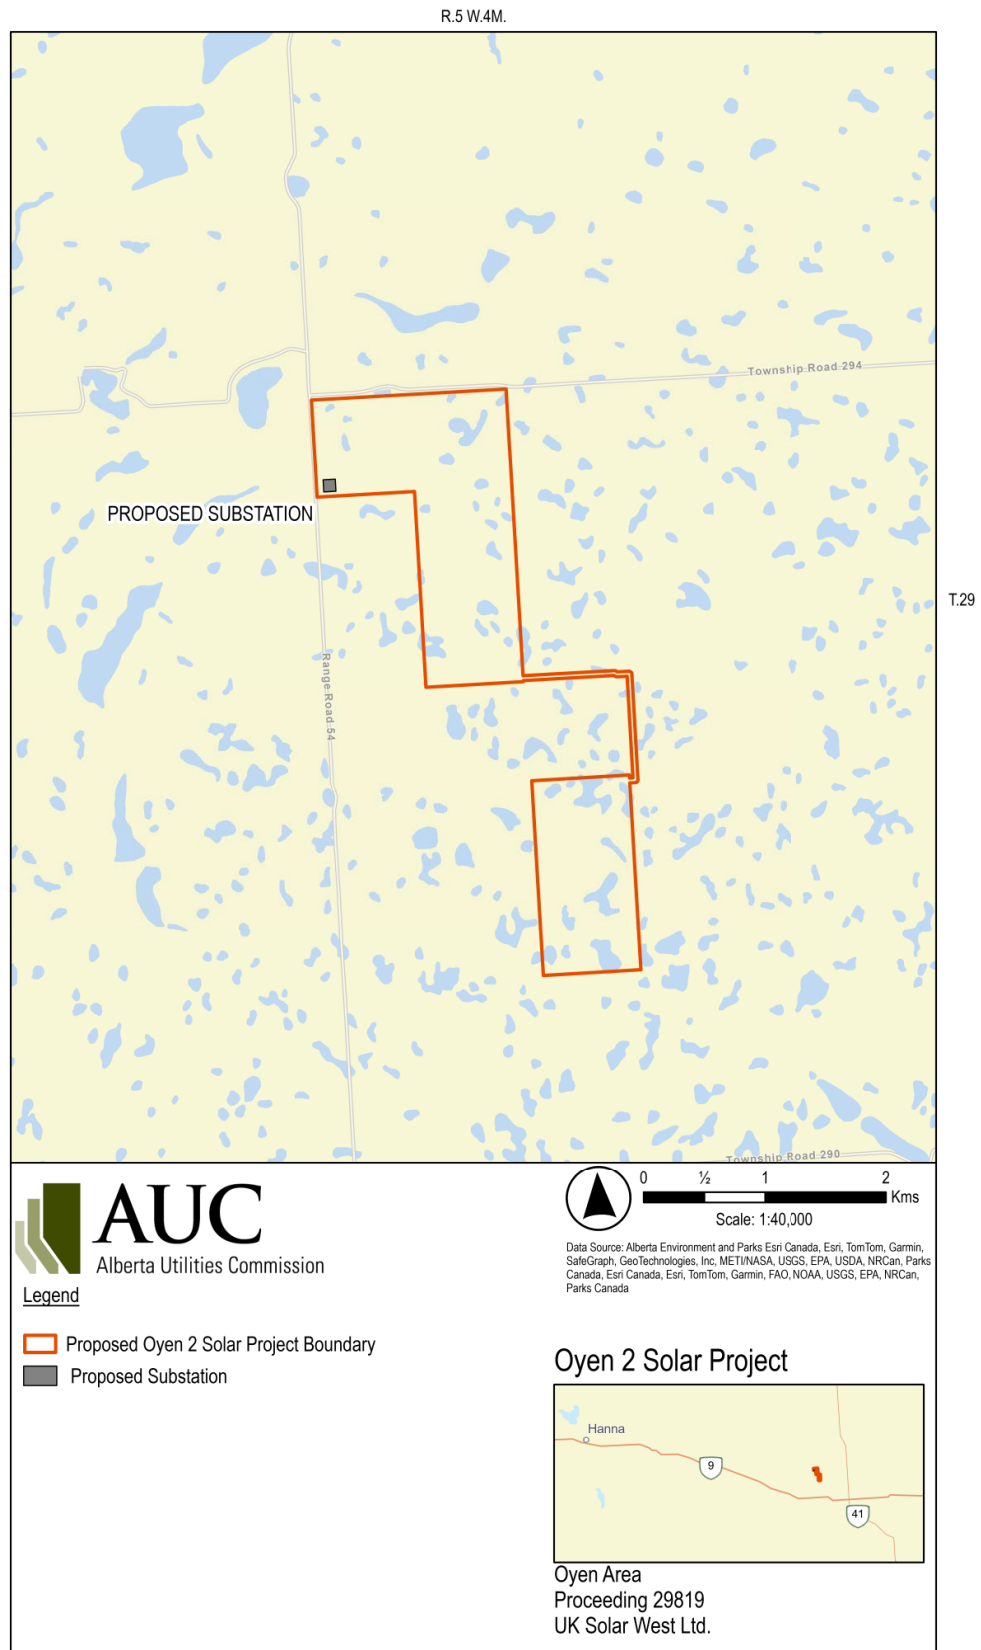 R.5 W.4M.
Township Road 294
PROPOSED SUBSTATION
T.29
Range Road 54
Township Road 290
AUC
Alberta Utilities Commission
0 ½ 1 2
Kms
Scale: 1:40,000
Data Source: Alberta Environment and Parks Esri Canada, Esri, TomTom, Garmin,
SafeGraph, GeoTechnologies, Inc, METI/NASA, USGS, EPA, USDA, NRCan, Parks
Canada, Esri Canada, Esri, TomTom, Garmin, FAO, NOAA, USGS, EPA, NRCan,
Parks Canada
Legend
Proposed Oyen 2 Solar Project Boundary
Proposed Substation
Oyen 2 Solar Project
Hanna
9
41
Oyen Area
Proceeding 29819
UK Solar West Ltd.